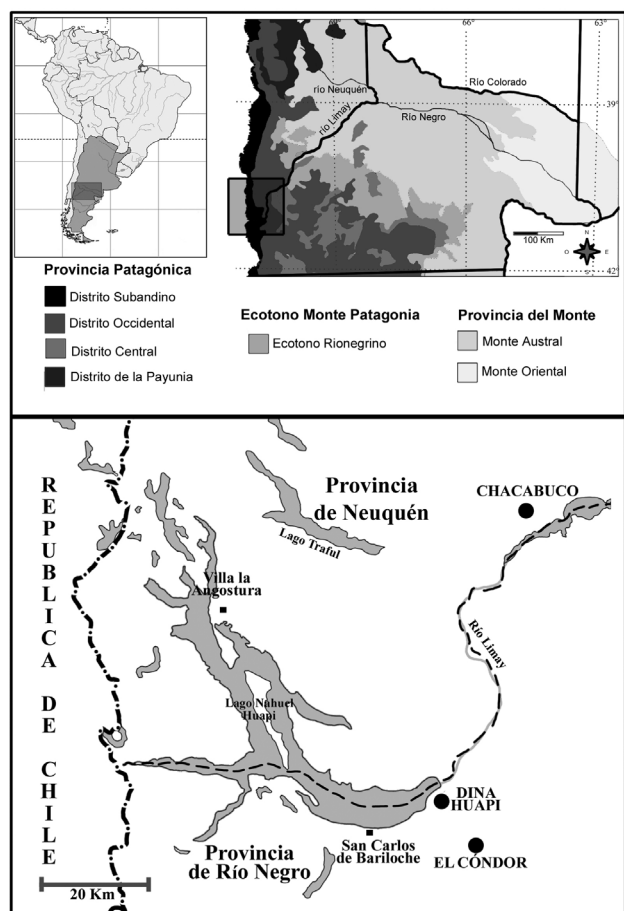 69
66
63
río Neuquén
Río Colorado
39
río Limay
Río Negro
100 Km
N
O
E
S
42
Provincia Patagónica
Distrito Subandino
Distrito Occidental
Distrito Central
Distrito de la Payunia
Ecotono Monte Patagonia
Ecotono Rionegrino
Provincia del Monte
Monte Austral
Monte Oriental
REPUBLICA DE CHILE
Provincia
de Neuquén
CHACABUCO
Lago Traful
Villa la
Angostura
Río Limay
Lago Nahuel
Huapi
DINA
HUAPI
San Carlos
de Bariloche
EL CÓNDOR
Provincia
de Río Negro
20 Km